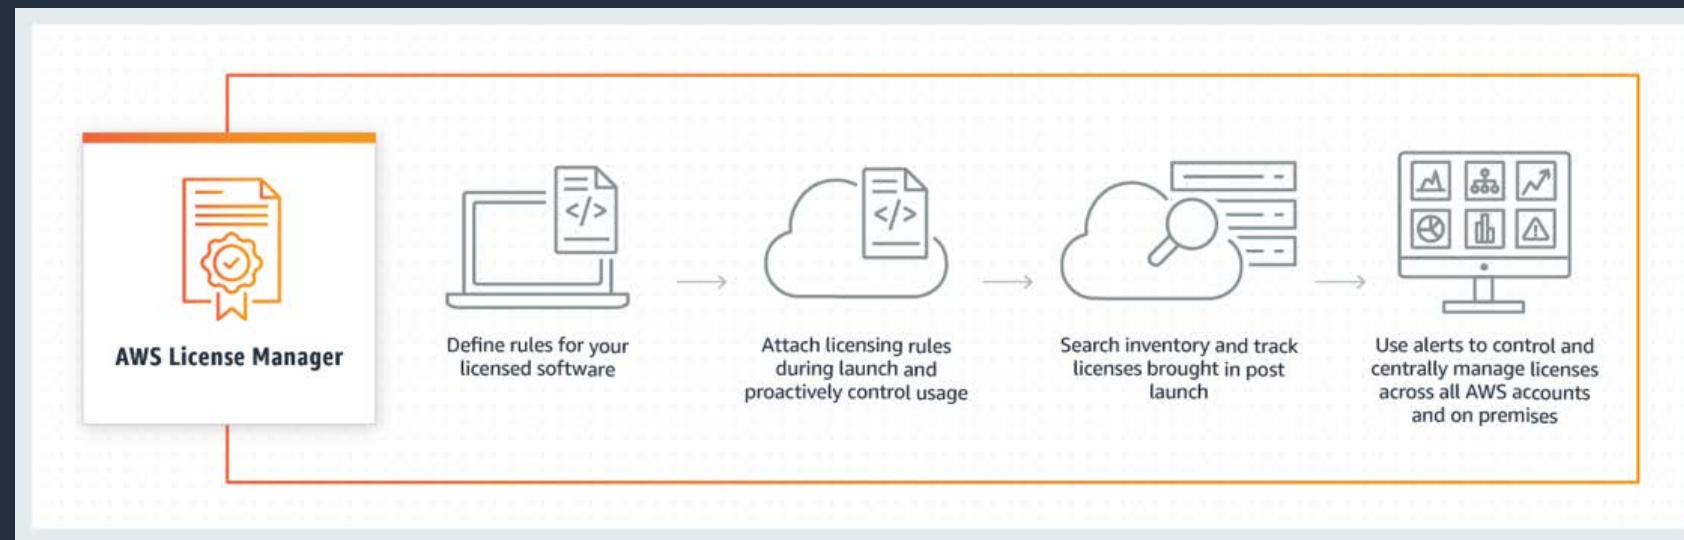 AWS License Manager
Define rules for your
licensed software
Attach licensing rules
during launch and
proactively control usage
Search inventory and track
licenses brought in post
launch
Use alerts to control and
centrally manage licenses
across all AWS accounts
and on premises